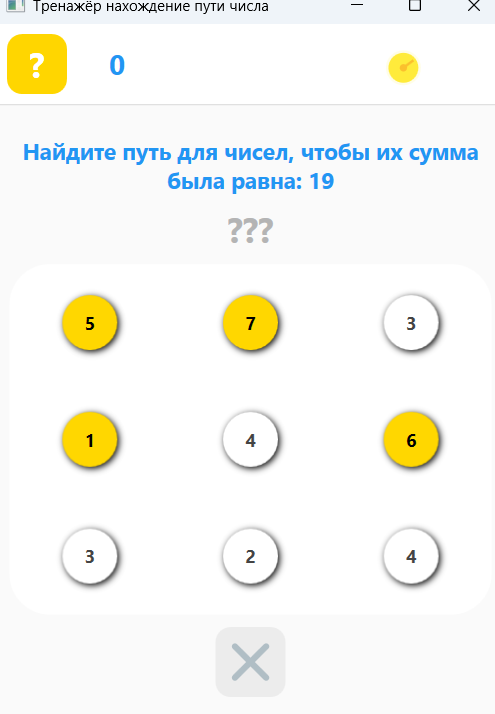 Тренажёр нахождение пути числа
? 0
Найдите путь для чисел, чтобы их сумма
была равна: 19
???
5 7 3
1 4 6
3 2 4